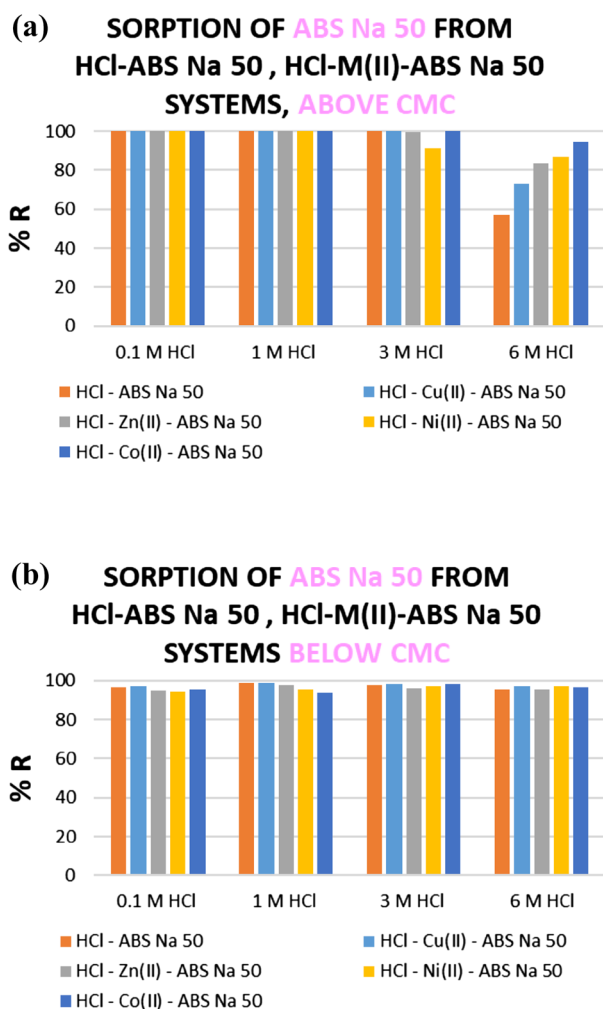 (a)
SORPTION OF ABS Na 50 FROM
HCl-ABS Na 50 , HCl-M(II)-ABS Na 50
SYSTEMS, ABOVE CMC
% R
100
80
60
40
20
0
0.1 M HCl 1 M HCl 3 M HCl 6 M HCl
HCl - ABS Na 50 HCl - Cu(II) - ABS Na 50
HCl - Zn(II) - ABS Na 50 HCl - Ni(II) - ABS Na 50
HCl - Co(II) - ABS Na 50
(b)
SORPTION OF ABS Na 50 FROM
HCl-ABS Na 50 , HCl-M(II)-ABS Na 50
SYSTEMS BELOW CMC
% R
100
80
60
40
20
0
0.1 M HCl 1 M HCl 3 M HCl 6 M HCl
HCl - ABS Na 50 HCl - Cu(II) - ABS Na 50
HCl - Zn(II) - ABS Na 50 HCl - Ni(II) - ABS Na 50
HCl - Co(II) - ABS Na 50